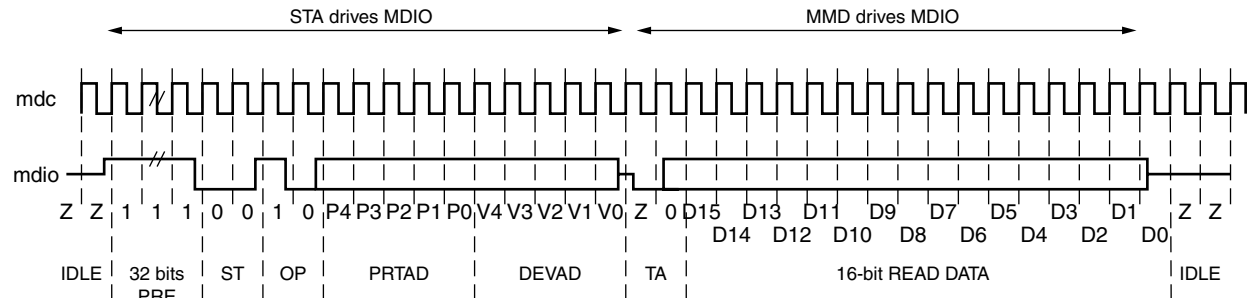 STA drives MDIO MMD drives MDIO
mdc
mdio
Z Z 1 1 1 0 0 1 0 P4 P3 P2 P1 P0 V4 V3 V2 V1 V0 Z 0 D15 D13 D11 D9 D7 D5 D3 D1 Z Z
D14 D12 D10 D8 D6 D4 D2 D0
IDLE 32 bits ST OP PRTAD DEVAD TA 16-bit READ DATA IDLE
PRE